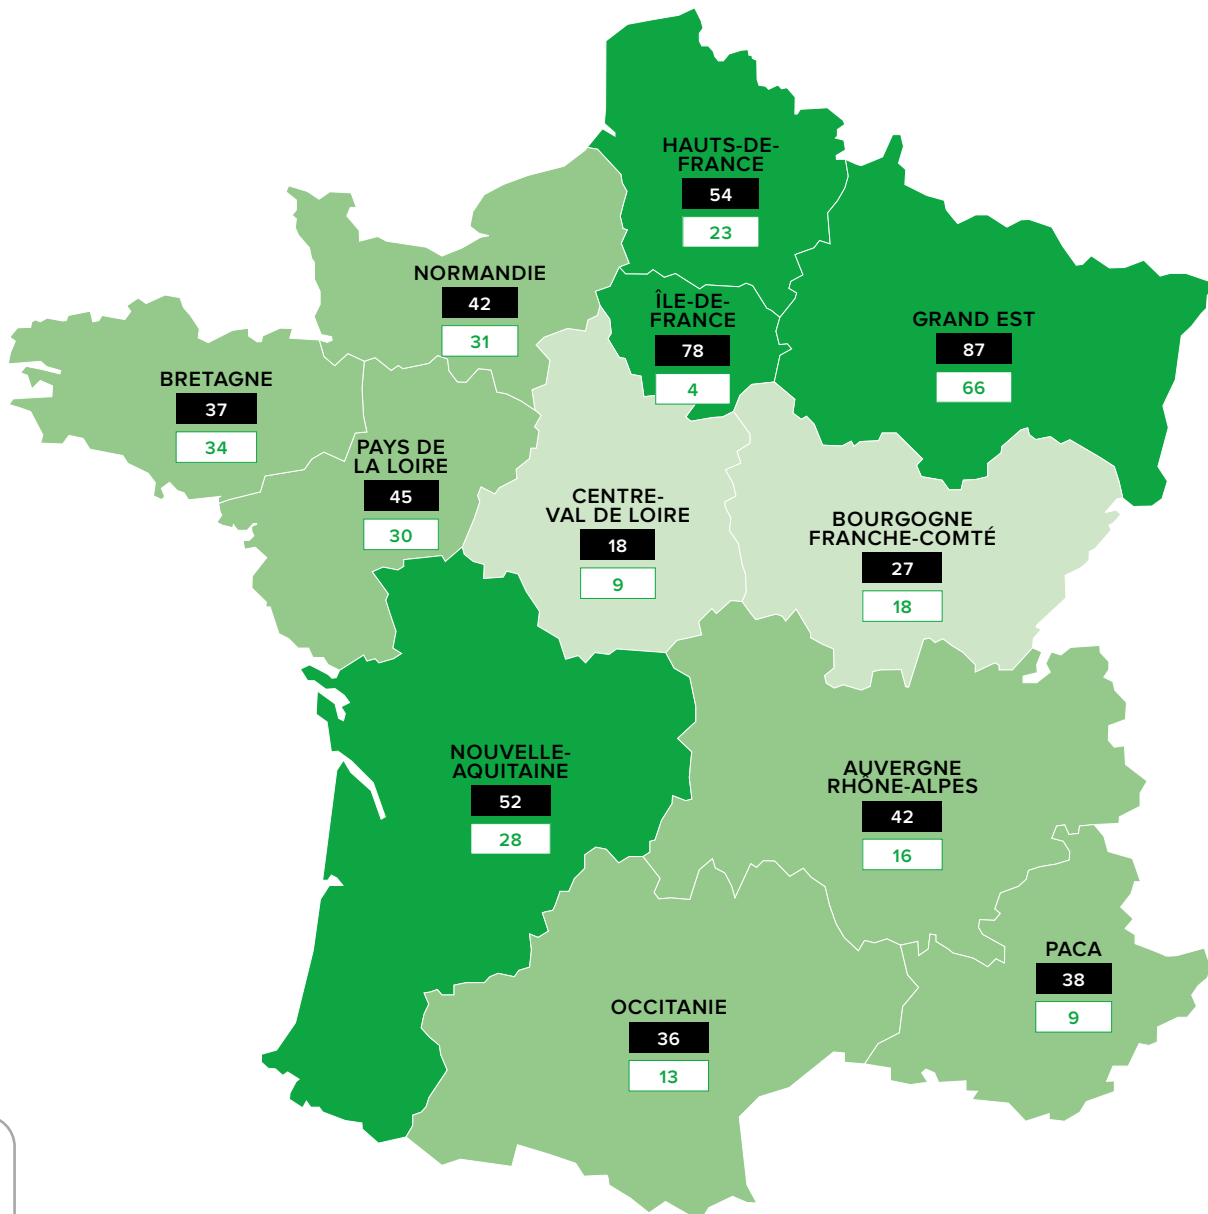 HAUTS-DE-
FRANCE
54
23
NORMANDIE
42
31
ÎLE-DE-
FRANCE
78
4
GRAND EST
87
66
BRETAGNE
37
34
PAYS DE
LA LOIRE
45
30
CENTRE-
VAL DE LOIRE
18
9
BOURGOGNE
FRANCHE-COMTÉ
27
18
NOUVELLE-
AQUITAINE
52
28
AUVERGNE
RHÔNE-ALPES
42
16
PACA
38
9
OCCITANIE
36
13